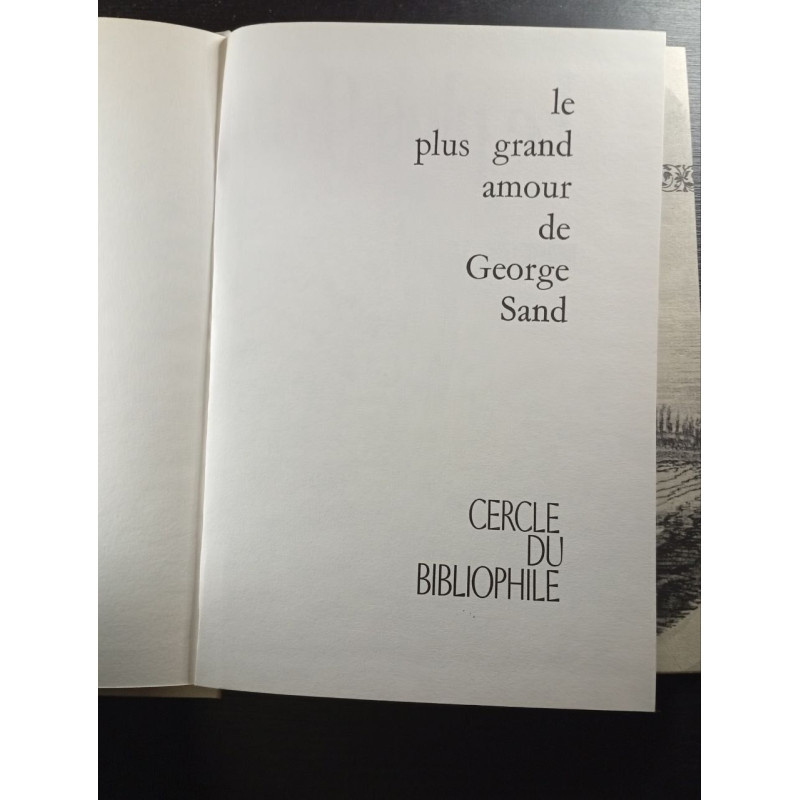 le
plus grand
amour
de
George
Sand
CERCLE
DU
BIBLIOPHILE